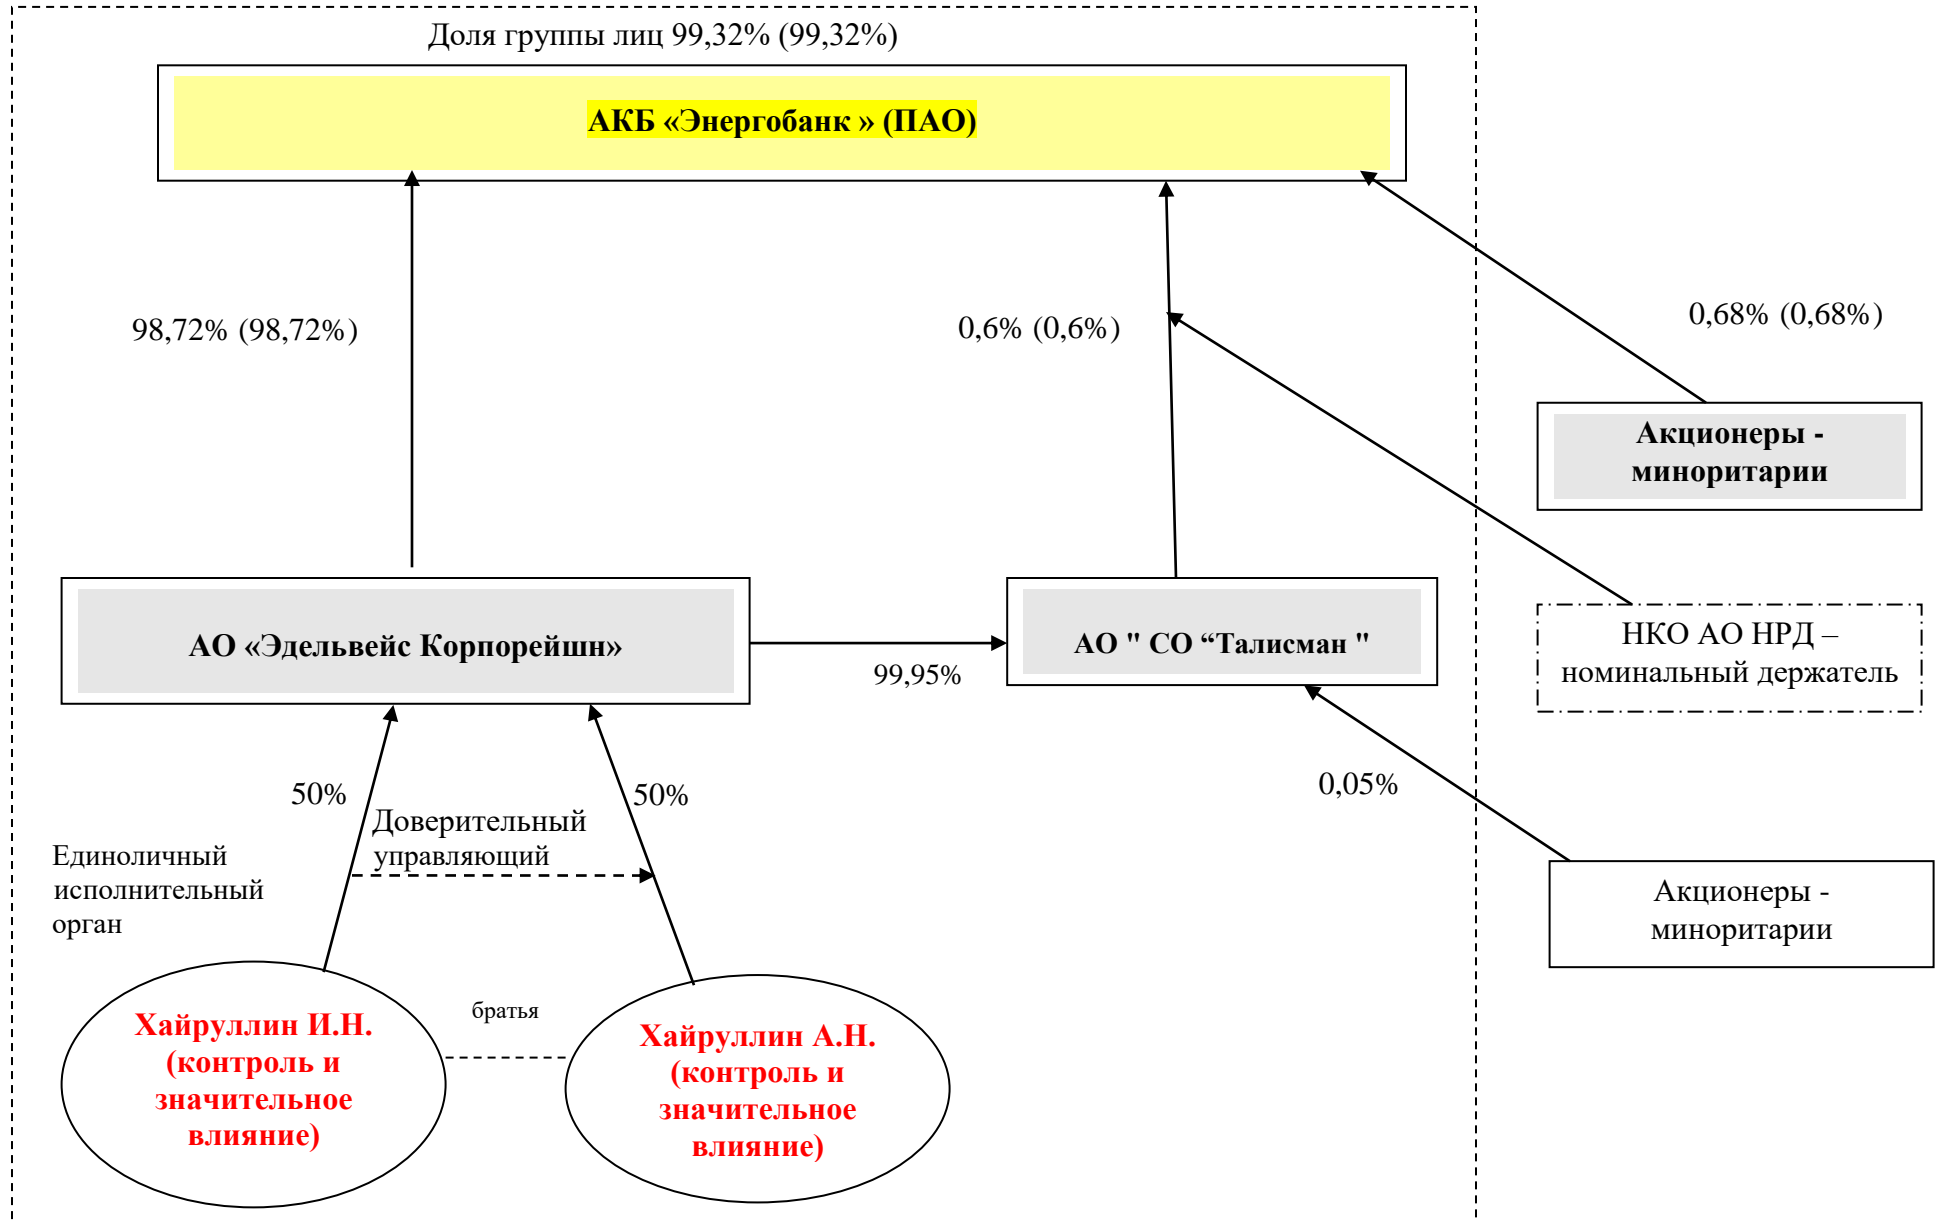 Доля группы лиц 99,32% (99,32%)
АКБ «Энергобанк » (ПАО)
98,72% (98,72%)
0,6% (0,6%)
0,68% (0,68%)
Акционеры -
миноритарии
АО «Эдельвейс Корпорейшн»
99,95%
АО " СО “Талисман "
НКО АО НРД –
номинальный держатель
50%
50%
0,05%
Доверительный
управляющий
Единоличный
исполнительный
орган
Акционеры -
миноритарии
Хайруллин И.Н.
(контроль и
значительное
влияние)
братья
Хайруллин А.Н.
(контроль и
значительное
влияние)